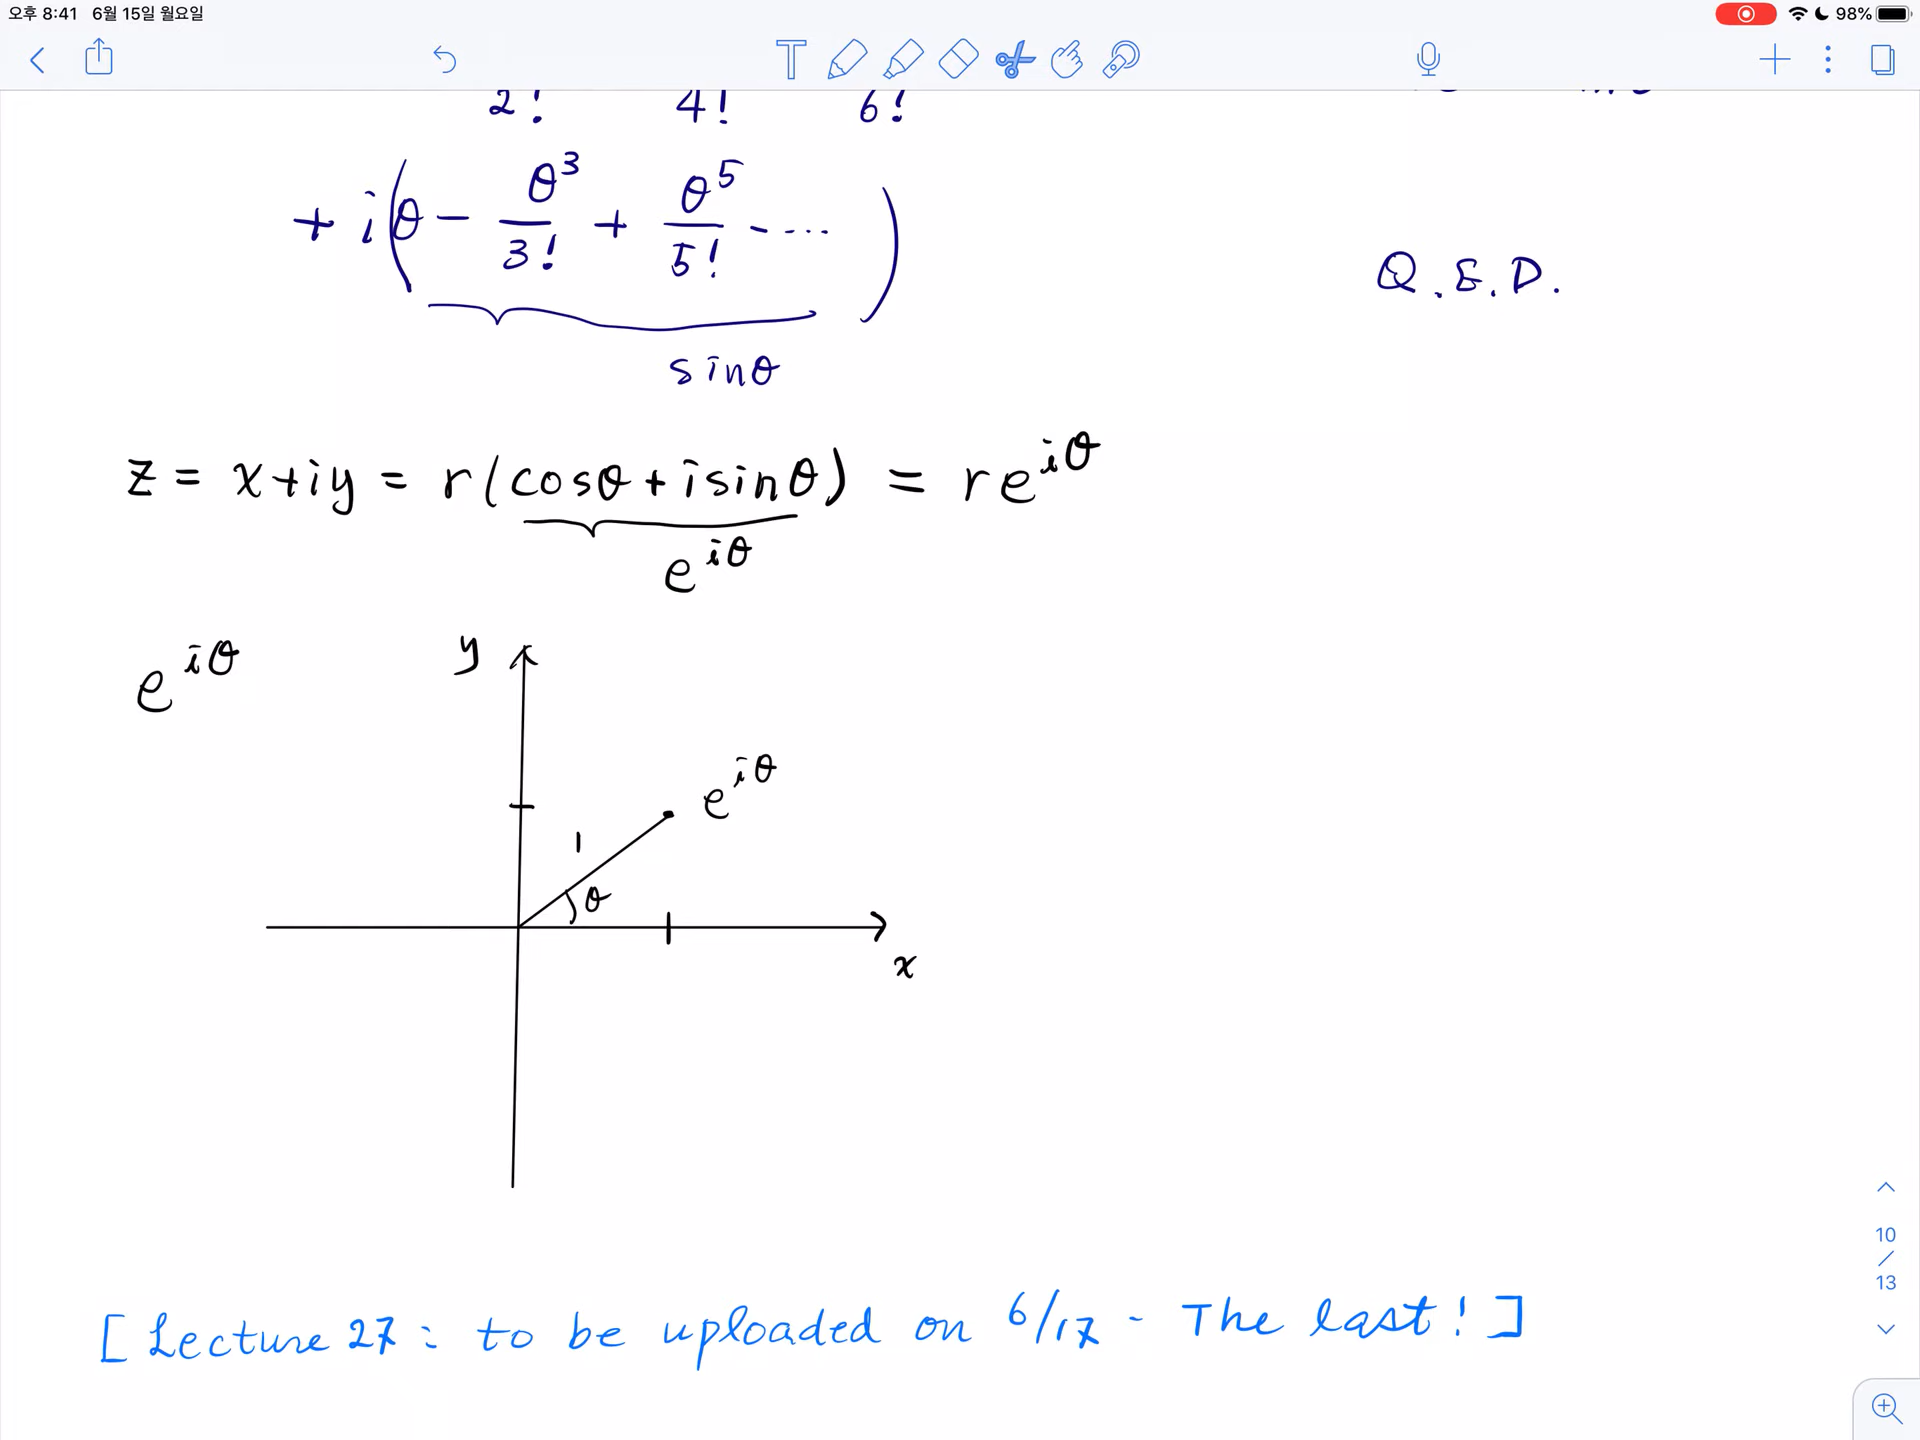 오후 8:41 6월 15일 월요일 98%
2! 4! 6!
+ i(θ - θ^3/3! + θ^5/5! - ···)
Q.E.D.
sinθ
z = x+iy = r(cosθ + isinθ) = re^{iθ}
e^{iθ}
e^{iθ}
y
e^{iθ}
1
θ
x
10
/
13
[Lecture 27: to be uploaded on 6/17 - The last!]